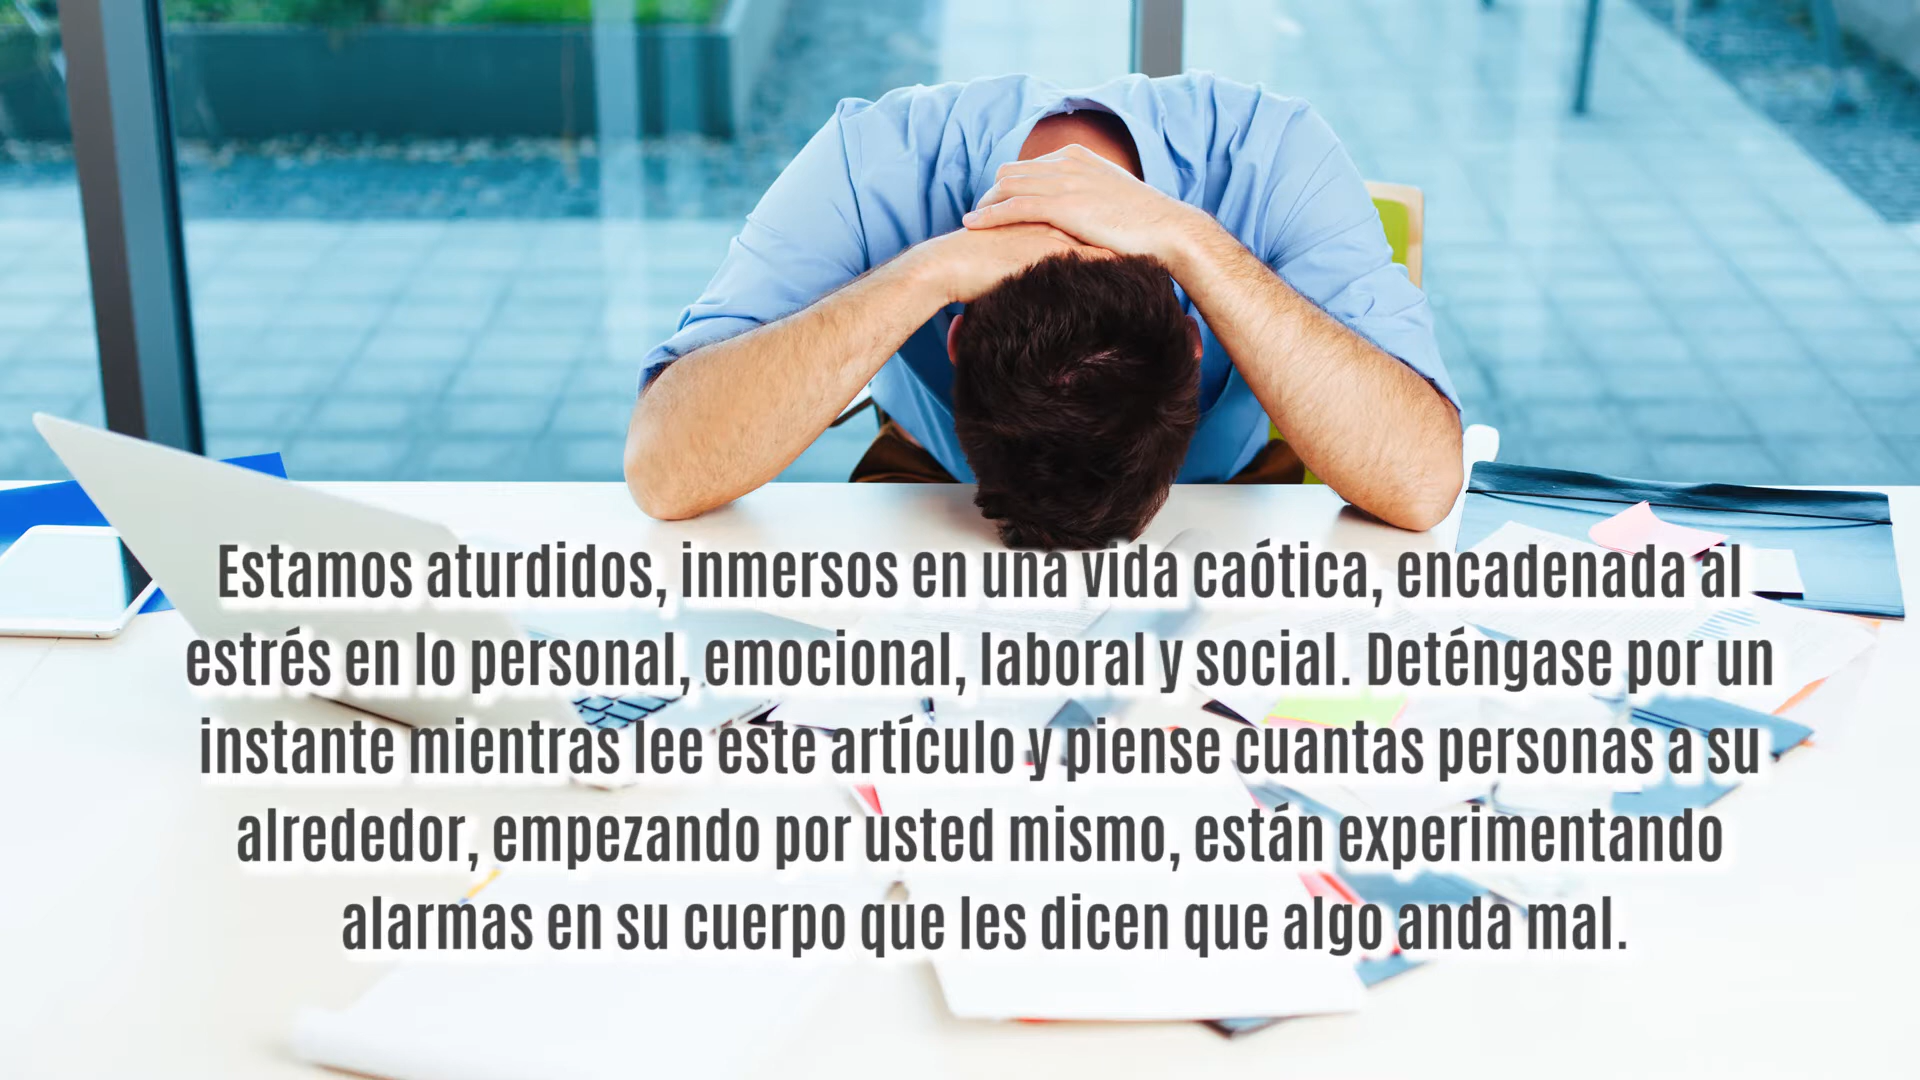 Estamos aturdidos, inmersos en una vida caótica, encadenada al
estrés en lo personal, emocional, laboral y social. Deténgase por un
instante mientras lee este artículo y piense cuantas personas a su
alrededor, empezando por usted mismo, están experimentando
alarmas en su cuerpo que les dicen que algo anda mal.